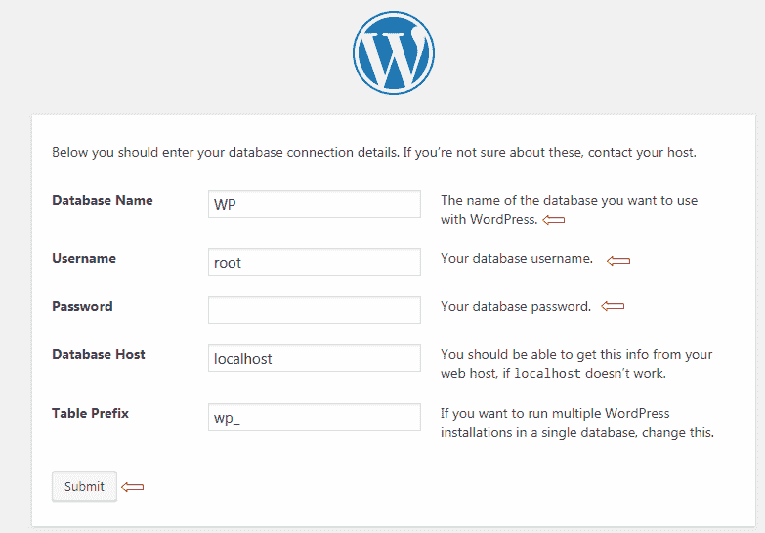 Below you should enter your database connection details. If you're not sure about these, contact your host.
Database Name
WP
The name of the database you want to use
with WordPress.
Username
root
Your database username.
Password
Your database password.
Database Host
localhost
You should be able to get this info from your
web host, if localhost doesn't work.
Table Prefix
wp_
If you want to run multiple WordPress
installations in a single database, change this.
Submit